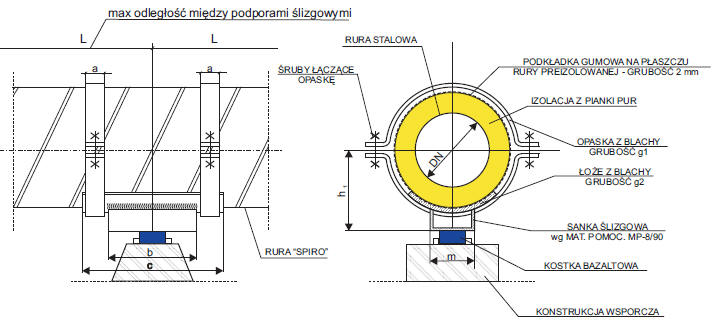 max odległość między podporami ślizgowymi
L
L
a
a
ŚRUBY ŁĄCZĄCE
OPASKĘ
RURA "SPIRO"
b
c
RURA STALOWA
PODKŁADKA GUMOWA NA PŁASZCZU
RURY PREIZOLOWANEJ - GRUBOŚĆ 2 mm
IZOLACJA Z PIANKI PUR
OPASKA Z BLACHY
GRUBOŚĆ g1
DN
ŁOŻE Z BLACHY
GRUBOŚĆ g2
h1
SANKA ŚLIZGOWA
wg MAT. POMOC. MP-8/90
m
KOSTKA BAZALTOWA
KONSTRUKCJA WSPORCZA